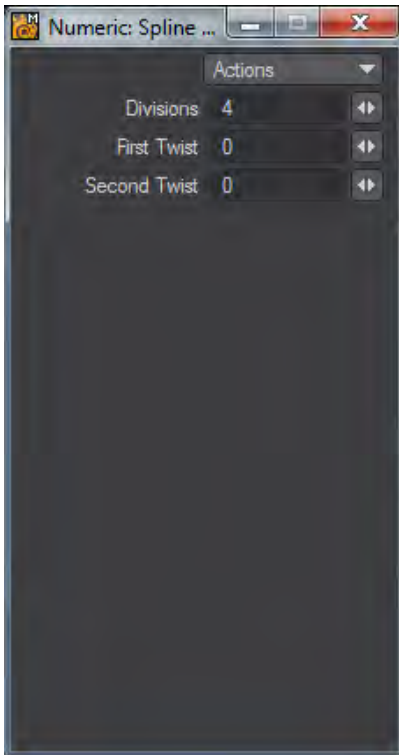 Numeric: Spline ...
Actions
Divisions 4
First Twist 0
Second Twist 0